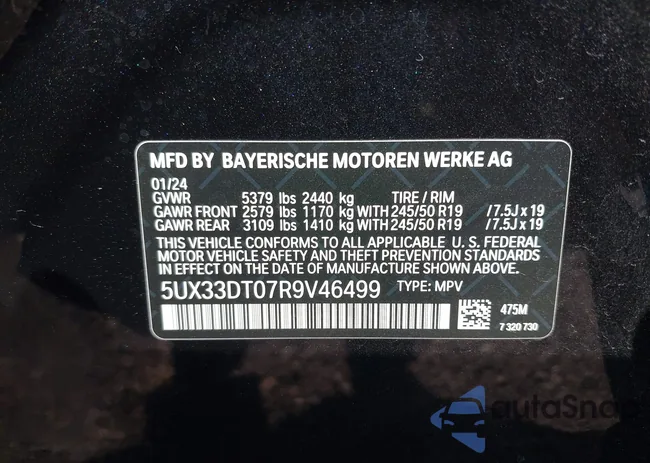 MFD BY BAYERISCHE MOTOREN WERKE AG
01/24
GVWR 5379 lbs 2440 kg TIRE / RIM
GAWR FRONT 2579 lbs 1170 kg WITH 245/50 R19 /7.5J x 19
GAWR REAR 3109 lbs 1410 kg WITH 245/50 R19 /7.5J x 19
THIS VEHICLE CONFORMS TO ALL APPLICABLE U. S. FEDERAL
MOTOR VEHICLE SAFETY AND THEFT PREVENTION STANDARDS
IN EFFECT ON THE DATE OF MANUFACTURE SHOWN ABOVE.
5UX33DT07R9V46499 TYPE: MPV
475M
7 320 730
autoSnap